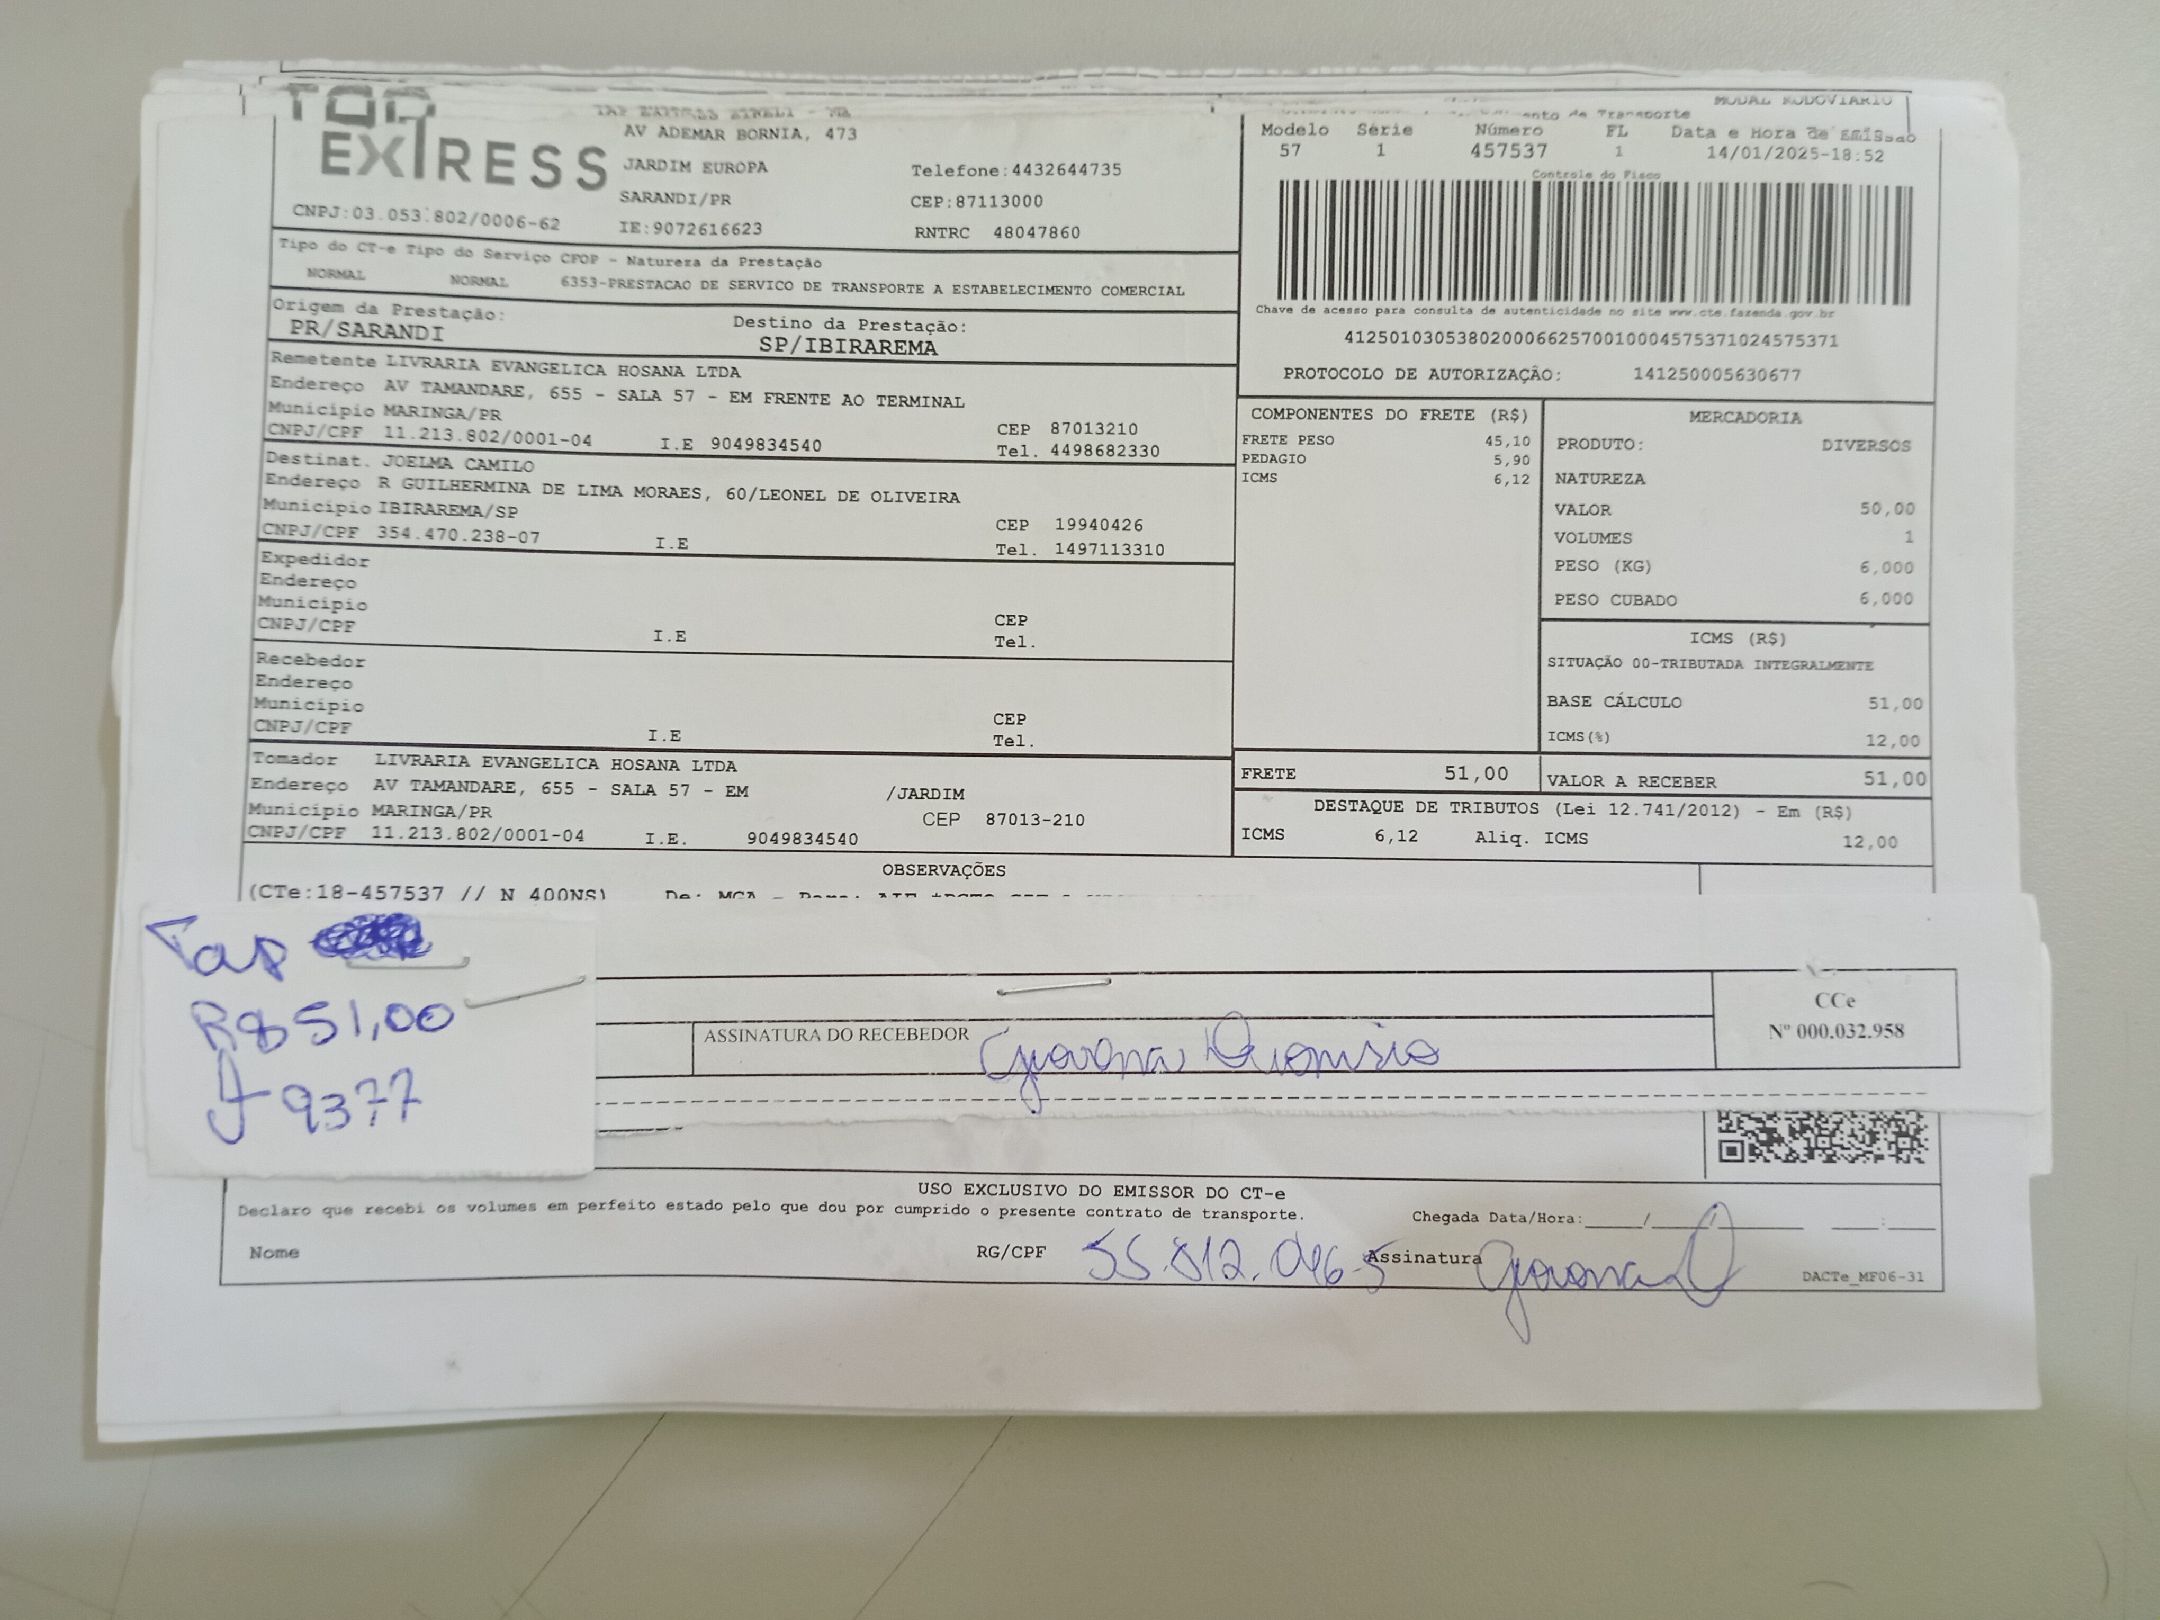 TAP
EXPRESS
AV ADEMAR BORNIA, 473
JARDIM EUROPA
Telefone:4432644735
SARANDI/PR
CEP:87113000
CNPJ:03.053.802/0006-62
IE:9072616623
RNTRC 48047860
Tipo do CT-e Tipo do Serviço CFOP - Natureza da Prestação
NORMAL NORMAL 6353-PRESTACAO DE SERVICO DE TRANSPORTE A ESTABELECIMENTO COMERCIAL
Origem da Prestação:
PR/SARANDI
Destino da Prestação:
SP/IBIRAREMA
Remetente LIVRARIA EVANGELICA HOSANA LTDA
Endereço AV TAMANDARE, 655 - SALA 57 - EM FRENTE AO TERMINAL
Município MARINGA/PR
CEP 87013210
CNPJ/CPF 11.213.802/0001-04 I.E 9049834540
Tel. 4498682330
Destinat. JOELMA CAMILO
Endereço R GUILHERMINA DE LIMA MORAES, 60/LEONEL DE OLIVEIRA
Município IBIRAREMA/SP
CEP 19940426
CNPJ/CPF 354.470.238-07 I.E
Tel. 1497113310
Expedidor
Endereço
Município
CEP
CNPJ/CPF I.E
Tel.
Recebedor
Endereço
Município
CEP
CNPJ/CPF I.E
Tel.
Tomador LIVRARIA EVANGELICA HOSANA LTDA
Endereço AV TAMANDARE, 655 - SALA 57 - EM /JARDIM
Município MARINGA/PR CEP 87013-210
CNPJ/CPF 11.213.802/0001-04 I.E. 9049834540
MODAL RODOVIARIO
de Transporte
Modelo Série Número FL Data e Hora de Emissão
57 1 457537 1 14/01/2025-18:52
Controle do Fisco
Chave de acesso para consulta de autenticidade no site www.cte.fazenda.gov.br
41250103053802000662570010004575371024575371
PROTOCOLO DE AUTORIZAÇÃO: 141250005630677
COMPONENTES DO FRETE (R$)
FRETE PESO 45,10
PEDAGIO 5,90
ICMS 6,12
MERCADORIA
PRODUTO: DIVERSOS
NATUREZA
VALOR 50,00
VOLUMES 1
PESO (KG) 6,000
PESO CUBADO 6,000
ICMS (R$)
SITUAÇÃO 00-TRIBUTADA INTEGRALMENTE
BASE CÁLCULO 51,00
ICMS(%) 12,00
FRETE 51,00
VALOR A RECEBER 51,00
DESTAQUE DE TRIBUTOS (Lei 12.741/2012) - Em (R$)
ICMS 6,12 Aliq. ICMS 12,00
OBSERVAÇÕES
(CTe:18-457537 // N 400NS) De: MGA - Para:
Tap
R$ 51,00
9377
ASSINATURA DO RECEBEDOR Giovana Dionisio
CCe
Nº 000.032.958
USO EXCLUSIVO DO EMISSOR DO CT-e
Declaro que recebi os volumes em perfeito estado pelo que dou por cumprido o presente contrato de transporte.
Chegada Data/Hora:_____/_____/_____ ____:____
Nome RG/CPF 55.812.096-5 Assinatura Giovana D
DACTe_MF06-31